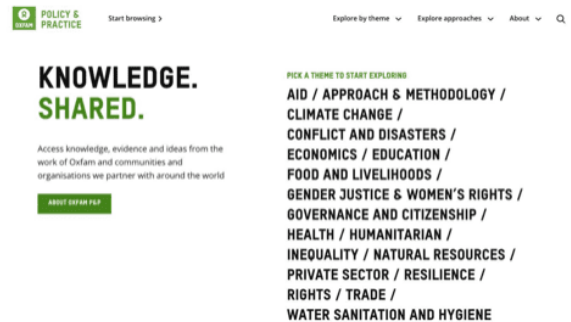 OXFAM
POLICY &
PRACTICE
Start browsing
Explore by theme
Explore approaches
About
KNOWLEDGE.
SHARED.
Access knowledge, evidence and ideas from the
work of Oxfam and communities and
organisations we partner with around the world
ABOUT OXFAM P&P
PICK A THEME TO START EXPLORING
AID / APPROACH & METHODOLOGY /
CLIMATE CHANGE /
CONFLICT AND DISASTERS /
ECONOMICS / EDUCATION /
FOOD AND LIVELIHOODS /
GENDER JUSTICE & WOMEN'S RIGHTS /
GOVERNANCE AND CITIZENSHIP /
HEALTH / HUMANITARIAN /
INEQUALITY / NATURAL RESOURCES /
PRIVATE SECTOR / RESILIENCE /
RIGHTS / TRADE /
WATER SANITATION AND HYGIENE